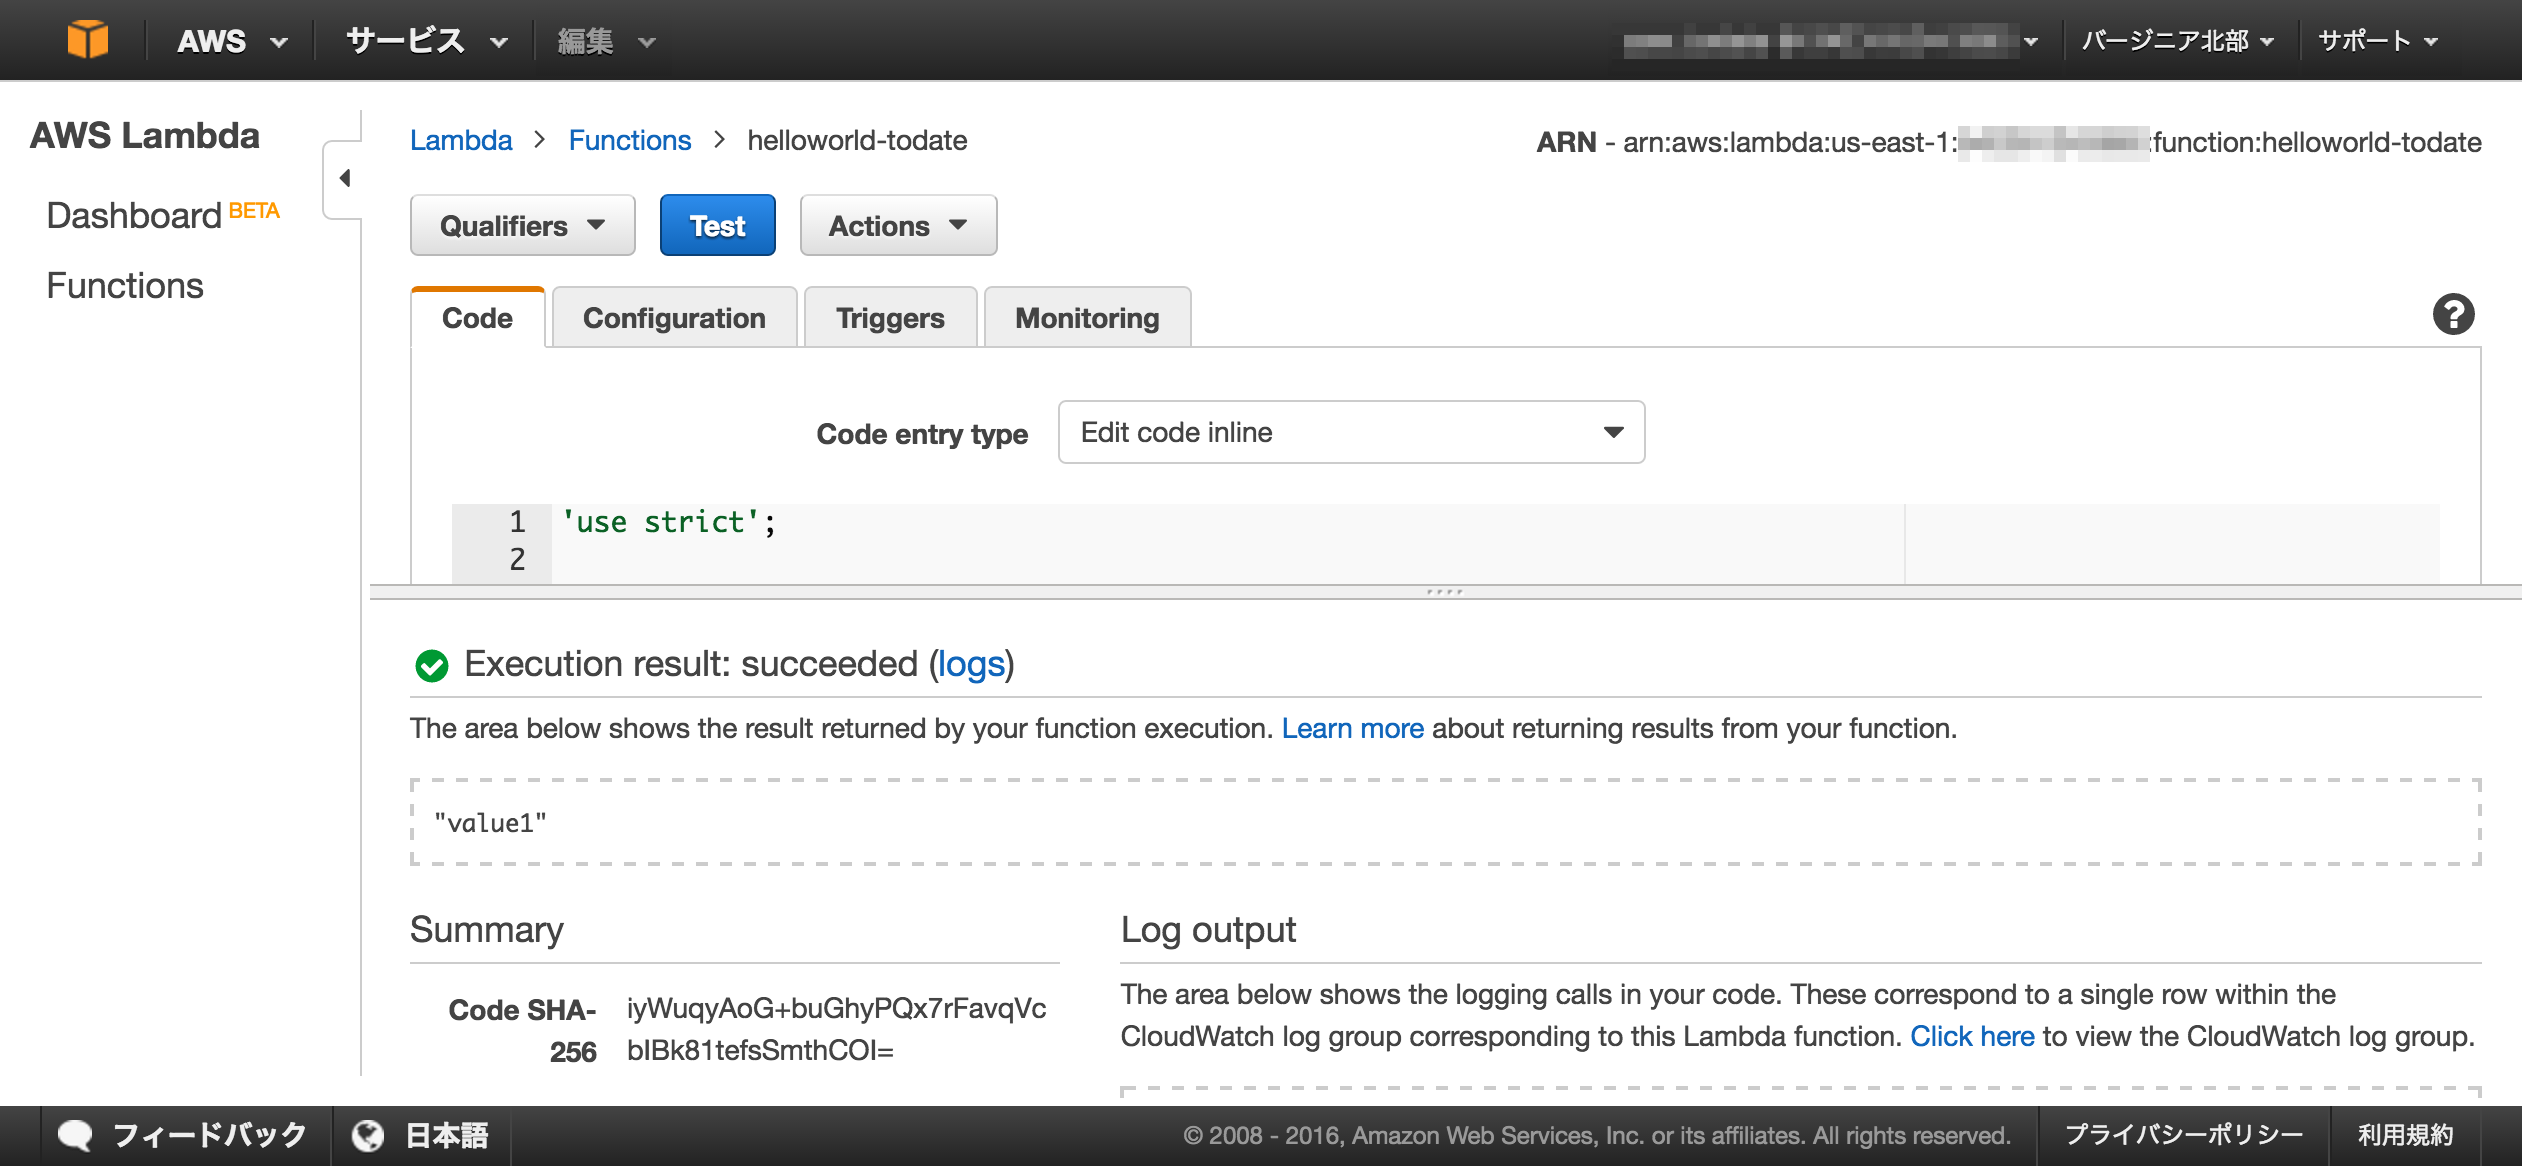 AWS サービス 編集 バージニア北部 サポート
AWS Lambda
Dashboard BETA
Functions
Lambda > Functions > helloworld-todate
ARN - arn:aws:lambda:us-east-1: :function:helloworld-todate
Qualifiers Test Actions
Code Configuration Triggers Monitoring
?
Code entry type Edit code inline
1 'use strict';
2
Execution result: succeeded (logs)
The area below shows the result returned by your function execution. Learn more about returning results from your function.
"value1"
Summary
Code SHA-256 iyWuqyAoG+buGhyPQx7rFavqVc
bIBk81tefsSmthCOI=
Log output
The area below shows the logging calls in your code. These correspond to a single row within the
CloudWatch log group corresponding to this Lambda function. Click here to view the CloudWatch log group.
フィードバック 日本語 © 2008 - 2016, Amazon Web Services, Inc. or its affiliates. All rights reserved. プライバシーポリシー 利用規約